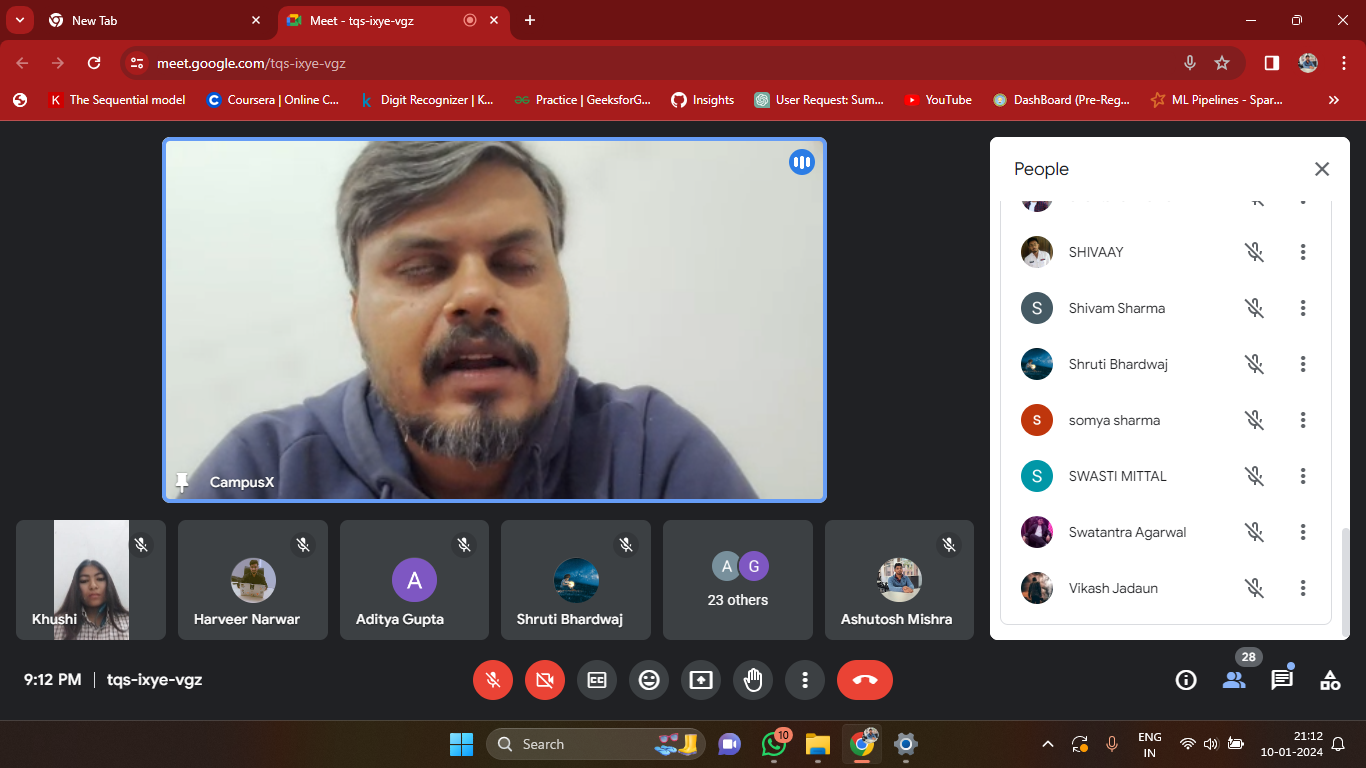 New Tab
Meet - tqs-ixye-vgz
meet.google.com/tqs-ixye-vgz
K The Sequential model
C Coursera | Online C...
k Digit Recognizer | K...
Practice | GeeksforG...
Insights
User Request: Sum...
YouTube
DashBoard (Pre-Reg...
ML Pipelines - Spar...
CampusX
People
SHIVAAY
S Shivam Sharma
Shruti Bhardwaj
s somya sharma
S SWASTI MITTAL
Swatantra Agarwal
Vikash Jadaun
Khushi
Harveer Narwar
A
Aditya Gupta
Shruti Bhardwaj
A G
23 others
Ashutosh Mishra
9:12 PM | tqs-ixye-vgz
28
Search
10
ENG
IN
21:12
10-01-2024